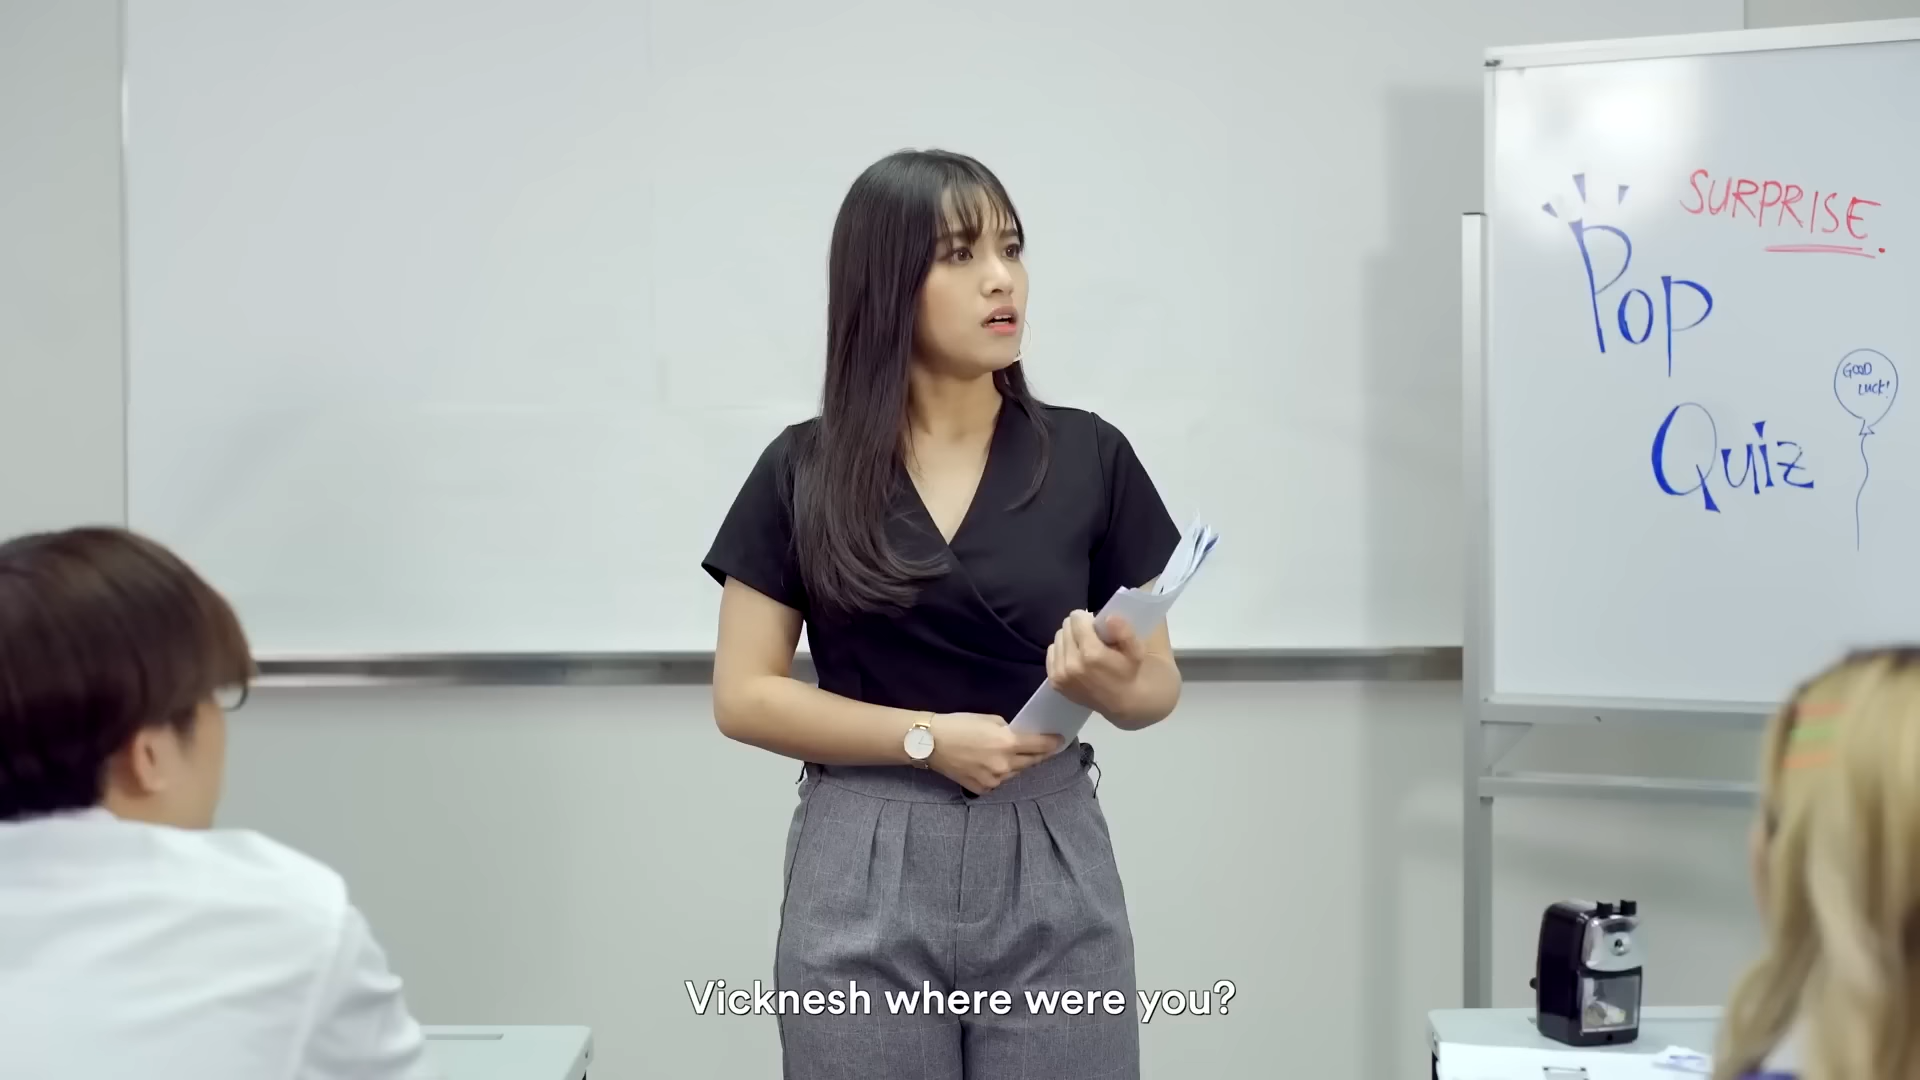 SURPRISE.
Pop
Quiz
GOOD
LUCK!
Vicknesh where were you?